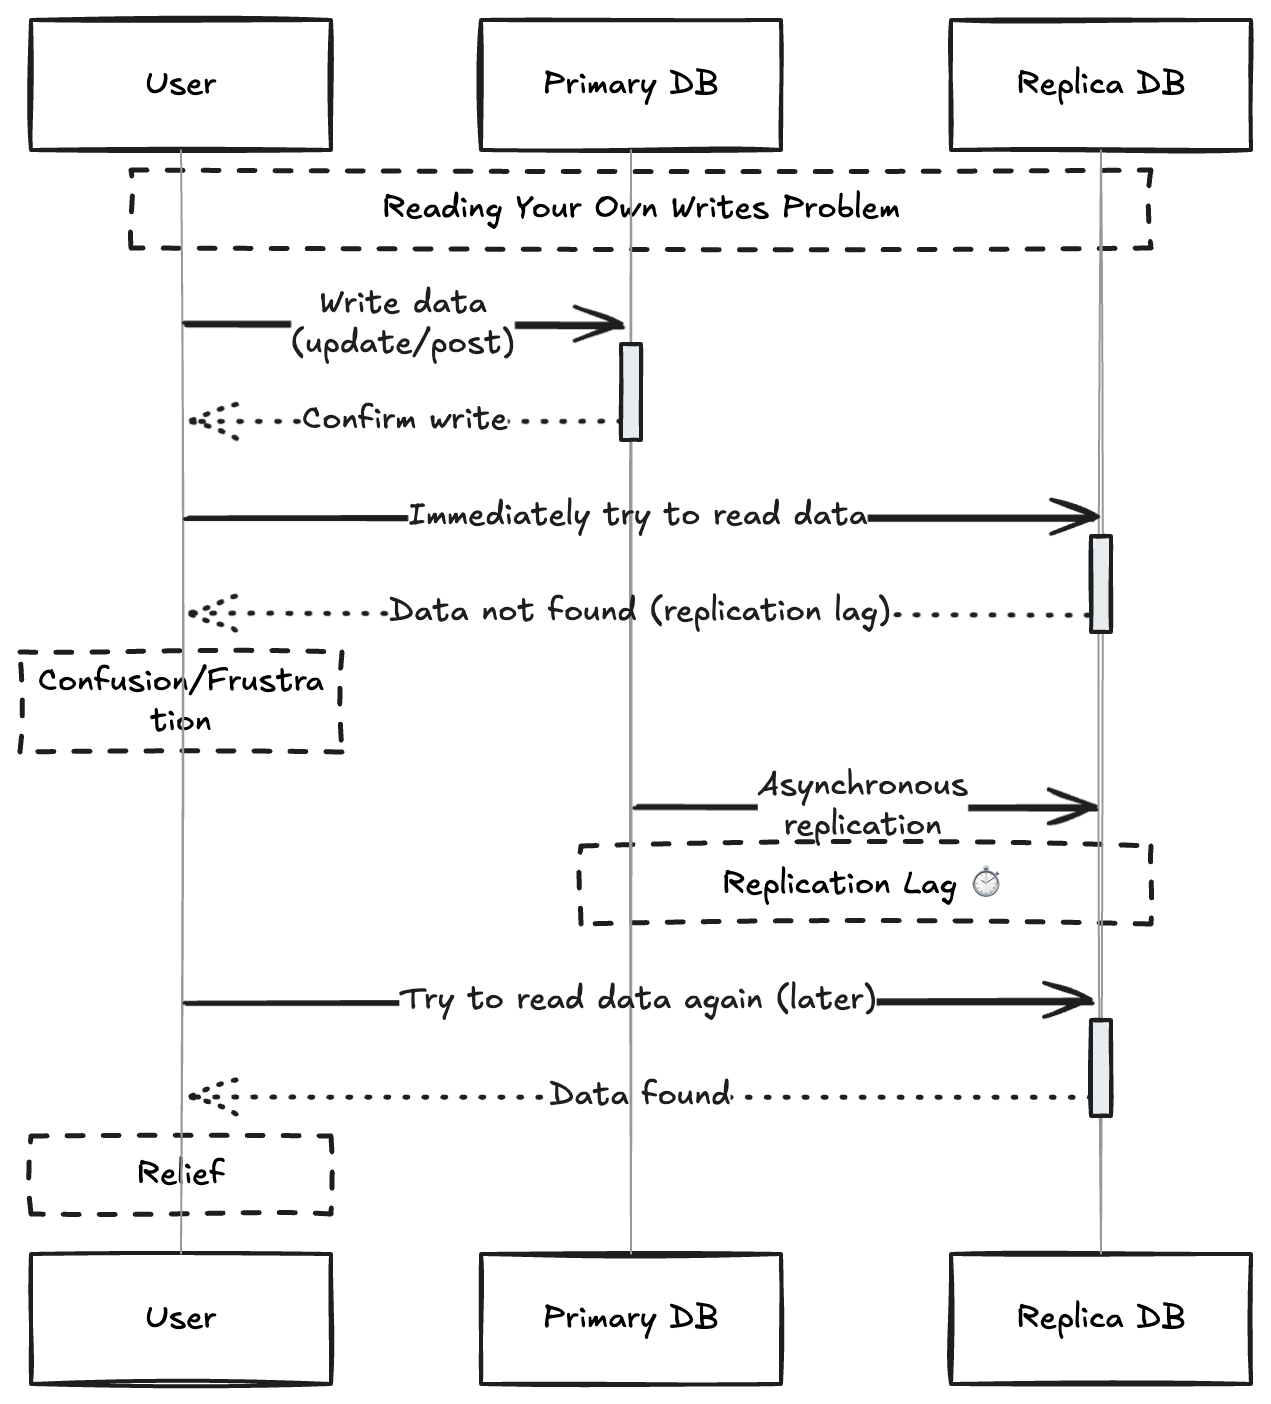 User
Primary DB
Replica DB
Reading Your Own Writes Problem
Write data
(update/post)
Confirm write
Immediately try to read data
Data not found (replication lag)
Confusion/Frustra
tion
Asynchronous
replication
Replication Lag ⏱
Try to read data again (later)
Data found
Relief
User
Primary DB
Replica DB